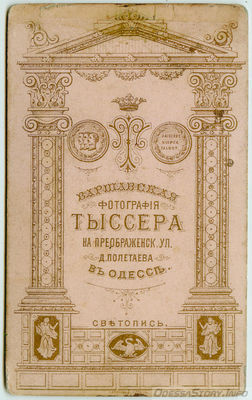 ВАРШАВСКАЯ
ФОТОГРАФІЯ
ТЫССЕРА
НА ПРЕОБРАЖЕНСК. УЛ.
Д. ПОЛЕТАЕВА
ВЪ ОДЕССѢ.
СВѢТОПИСЬ.
OdessaStory.Info